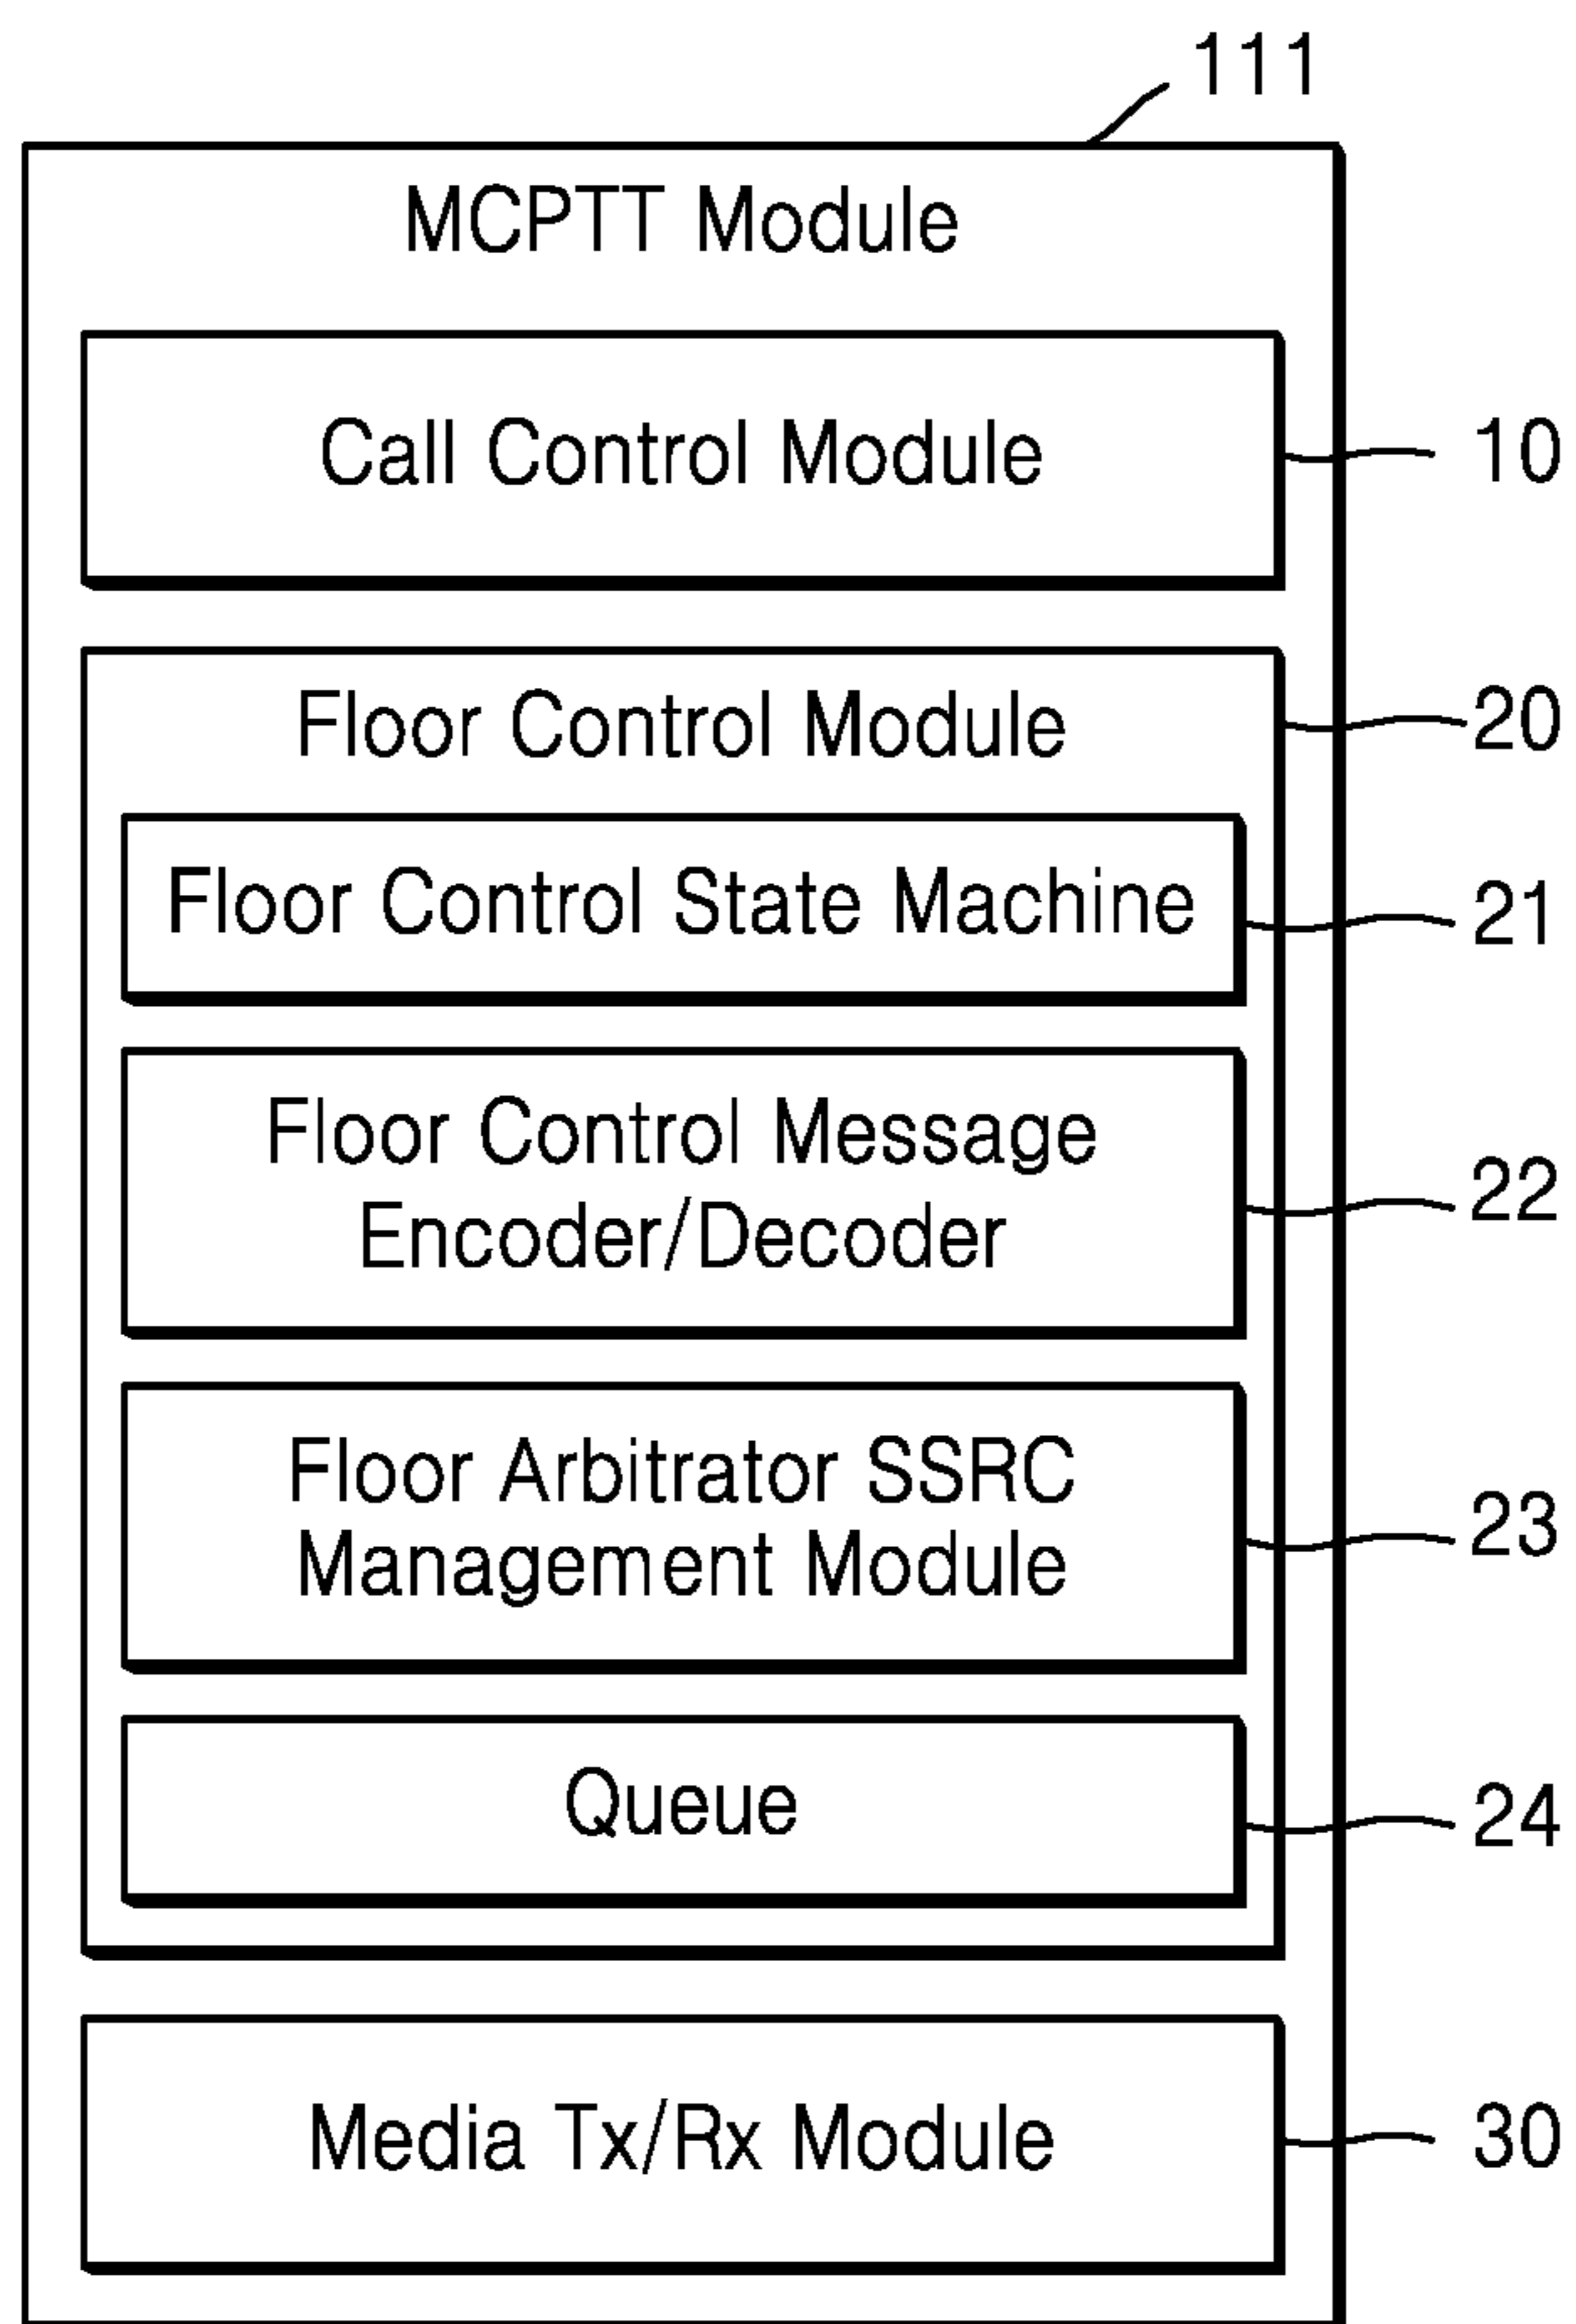 111
MCPTT Module
Call Control Module
10
Floor Control Module
20
Floor Control State Machine
21
Floor Control Message
Encoder/Decoder
22
Floor Arbitrator SSRC
Management Module
23
Queue
24
Media Tx/Rx Module
30